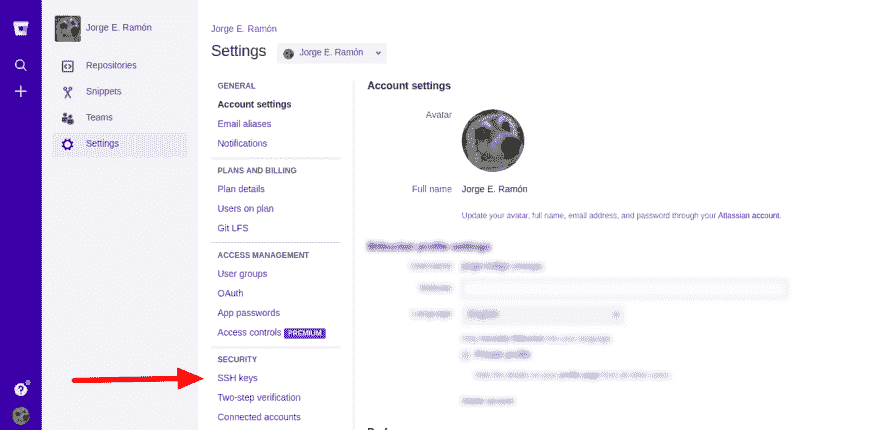 Jorge E. Ramón
Repositories
Snippets
Teams
Settings
Jorge E. Ramón
Settings
Jorge E. Ramón
GENERAL
Account settings
Email aliases
Notifications
PLANS AND BILLING
Plan details
Users on plan
Git LFS
ACCESS MANAGEMENT
User groups
OAuth
App passwords
Access controls PREMIUM
SECURITY
SSH keys
Two-step verification
Connected accounts
Account settings
Avatar
Full name Jorge E. Ramón
Update your avatar, full name, email address, and password through your Atlassian account.